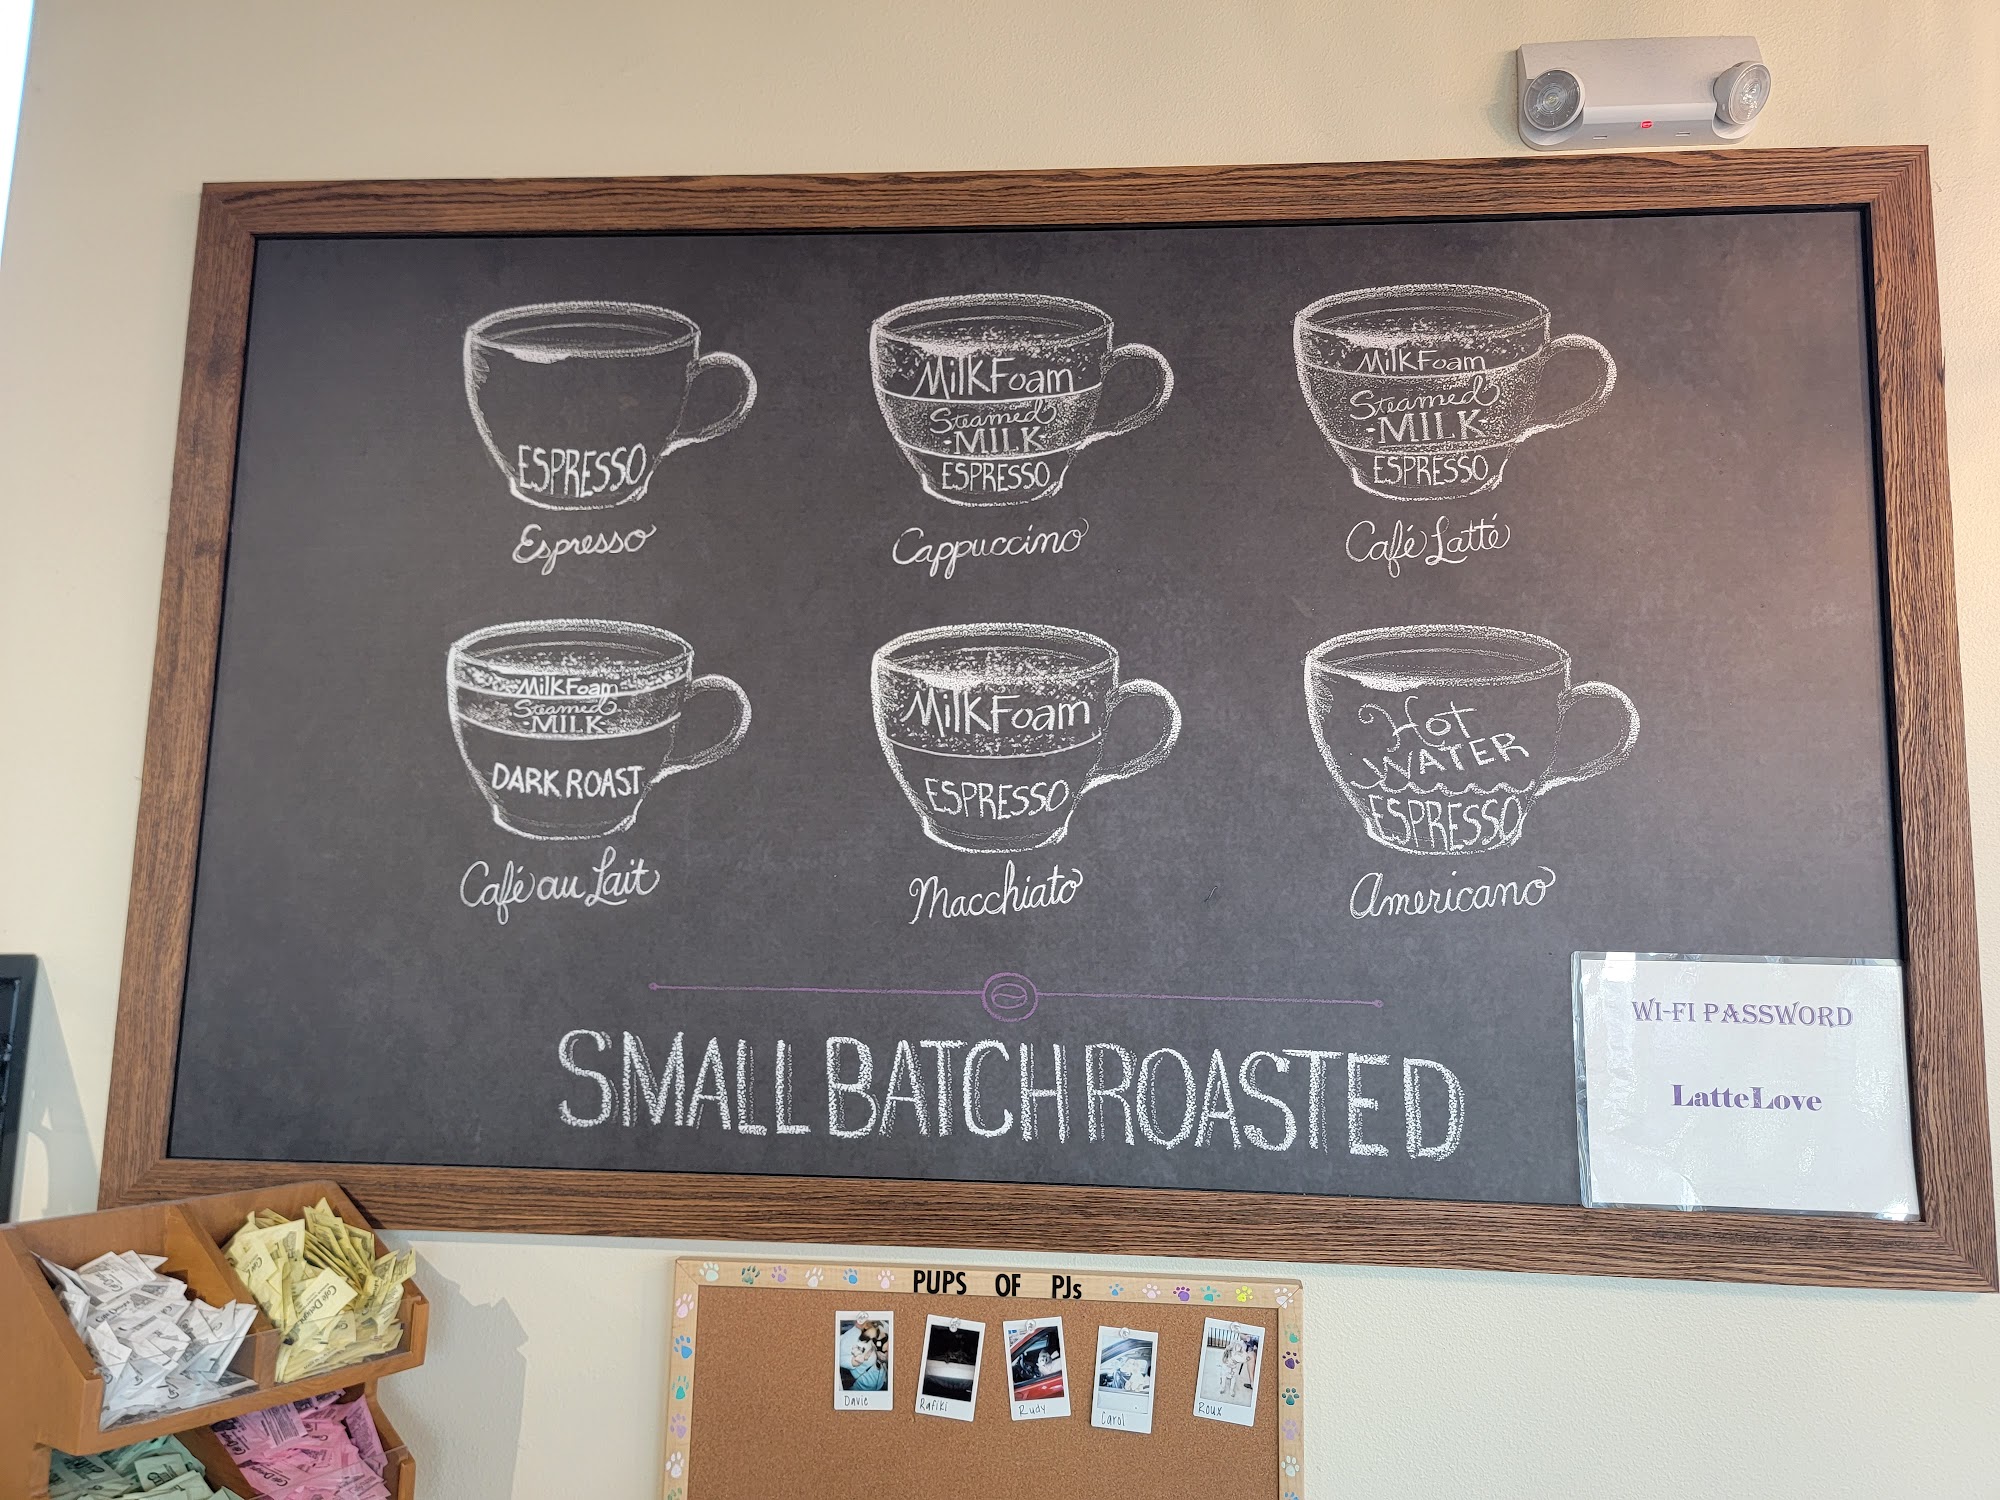 ESPRESSO
Espresso
MilkFoam
Steamed
·MILK·
ESPRESSO
Cappuccino
MilkFoam
Steamed
·MILK·
ESPRESSO
Café Latté
MilkFoam
Steamed
·MILK·
DARK ROAST
Café au Lait
MilkFoam
ESPRESSO
Macchiato
Hot
WATER
ESPRESSO
Americano
SMALL BATCH ROASTED
WI-FI PASSWORD
LatteLove
PUPS OF PJs
Davie
Rafiki
Rudy
Carol
Roux